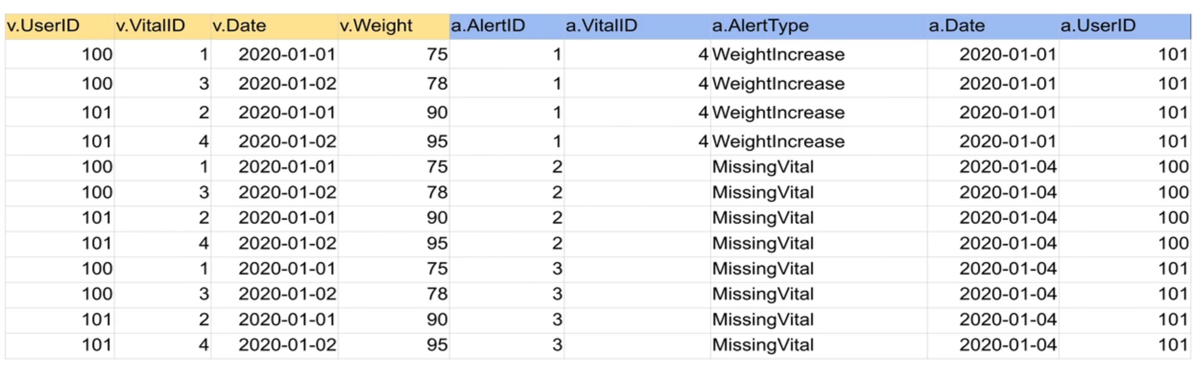 v.UserID v.VitalID v.Date v.Weight a.AlertID a.VitalID a.AlertType a.Date a.UserID
100 1 2020-01-01 75 1 4 WeightIncrease 2020-01-01 101
100 3 2020-01-02 78 1 4 WeightIncrease 2020-01-01 101
101 2 2020-01-01 90 1 4 WeightIncrease 2020-01-01 101
101 4 2020-01-02 95 1 4 WeightIncrease 2020-01-01 101
100 1 2020-01-01 75 2 MissingVital 2020-01-04 100
100 3 2020-01-02 78 2 MissingVital 2020-01-04 100
101 2 2020-01-01 90 2 MissingVital 2020-01-04 100
101 4 2020-01-02 95 2 MissingVital 2020-01-04 100
100 1 2020-01-01 75 3 MissingVital 2020-01-04 101
100 3 2020-01-02 78 3 MissingVital 2020-01-04 101
101 2 2020-01-01 90 3 MissingVital 2020-01-04 101
101 4 2020-01-02 95 3 MissingVital 2020-01-04 101